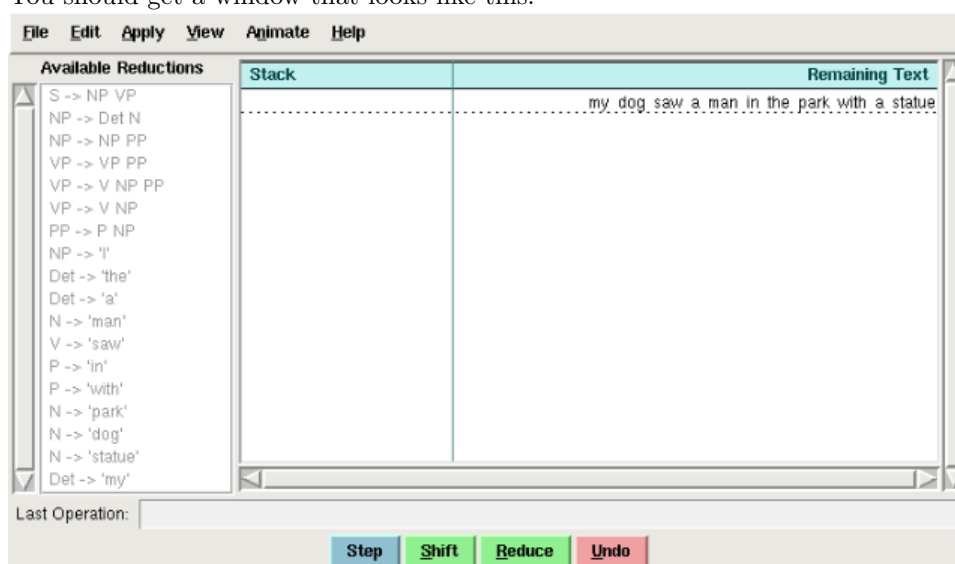 You should get a window that looks like this:
File Edit Apply View Animate Help
Available Reductions
Stack Remaining Text
S -> NP VP
my dog saw a man in the park with a statue
NP -> Det N
NP -> NP PP
VP -> VP PP
VP -> V NP PP
VP -> V NP
PP -> P NP
NP -> 'I'
Det -> 'the'
Det -> 'a'
N -> 'man'
V -> 'saw'
P -> 'in'
P -> 'with'
N -> 'park'
N -> 'dog'
N -> 'statue'
Det -> 'my'
Last Operation:
Step Shift Reduce Undo